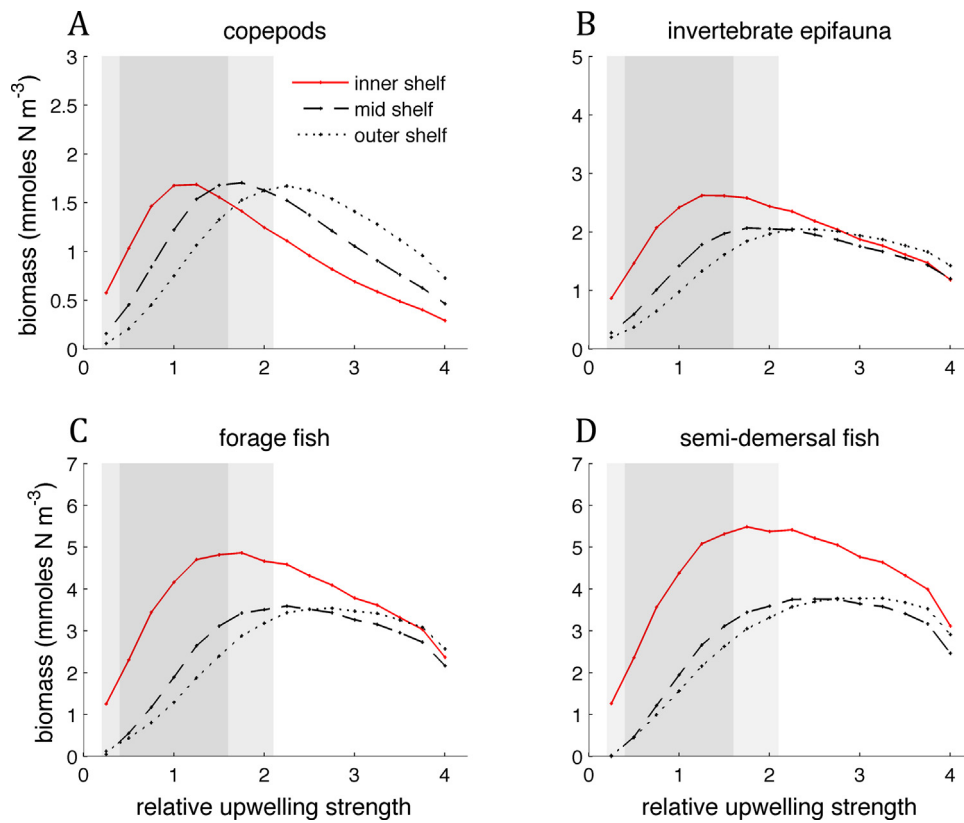 A
copepods
biomass (mmoles N m-3)
3
2.5
2
1.5
1
0.5
0
0 1 2 3 4
inner shelf
mid shelf
outer shelf
B
invertebrate epifauna
5
4
3
2
1
0
0 1 2 3 4
C
forage fish
biomass (mmoles N m-3)
7
6
5
4
3
2
1
0
0 1 2 3 4
relative upwelling strength
D
semi-demersal fish
7
6
5
4
3
2
1
0
0 1 2 3 4
relative upwelling strength